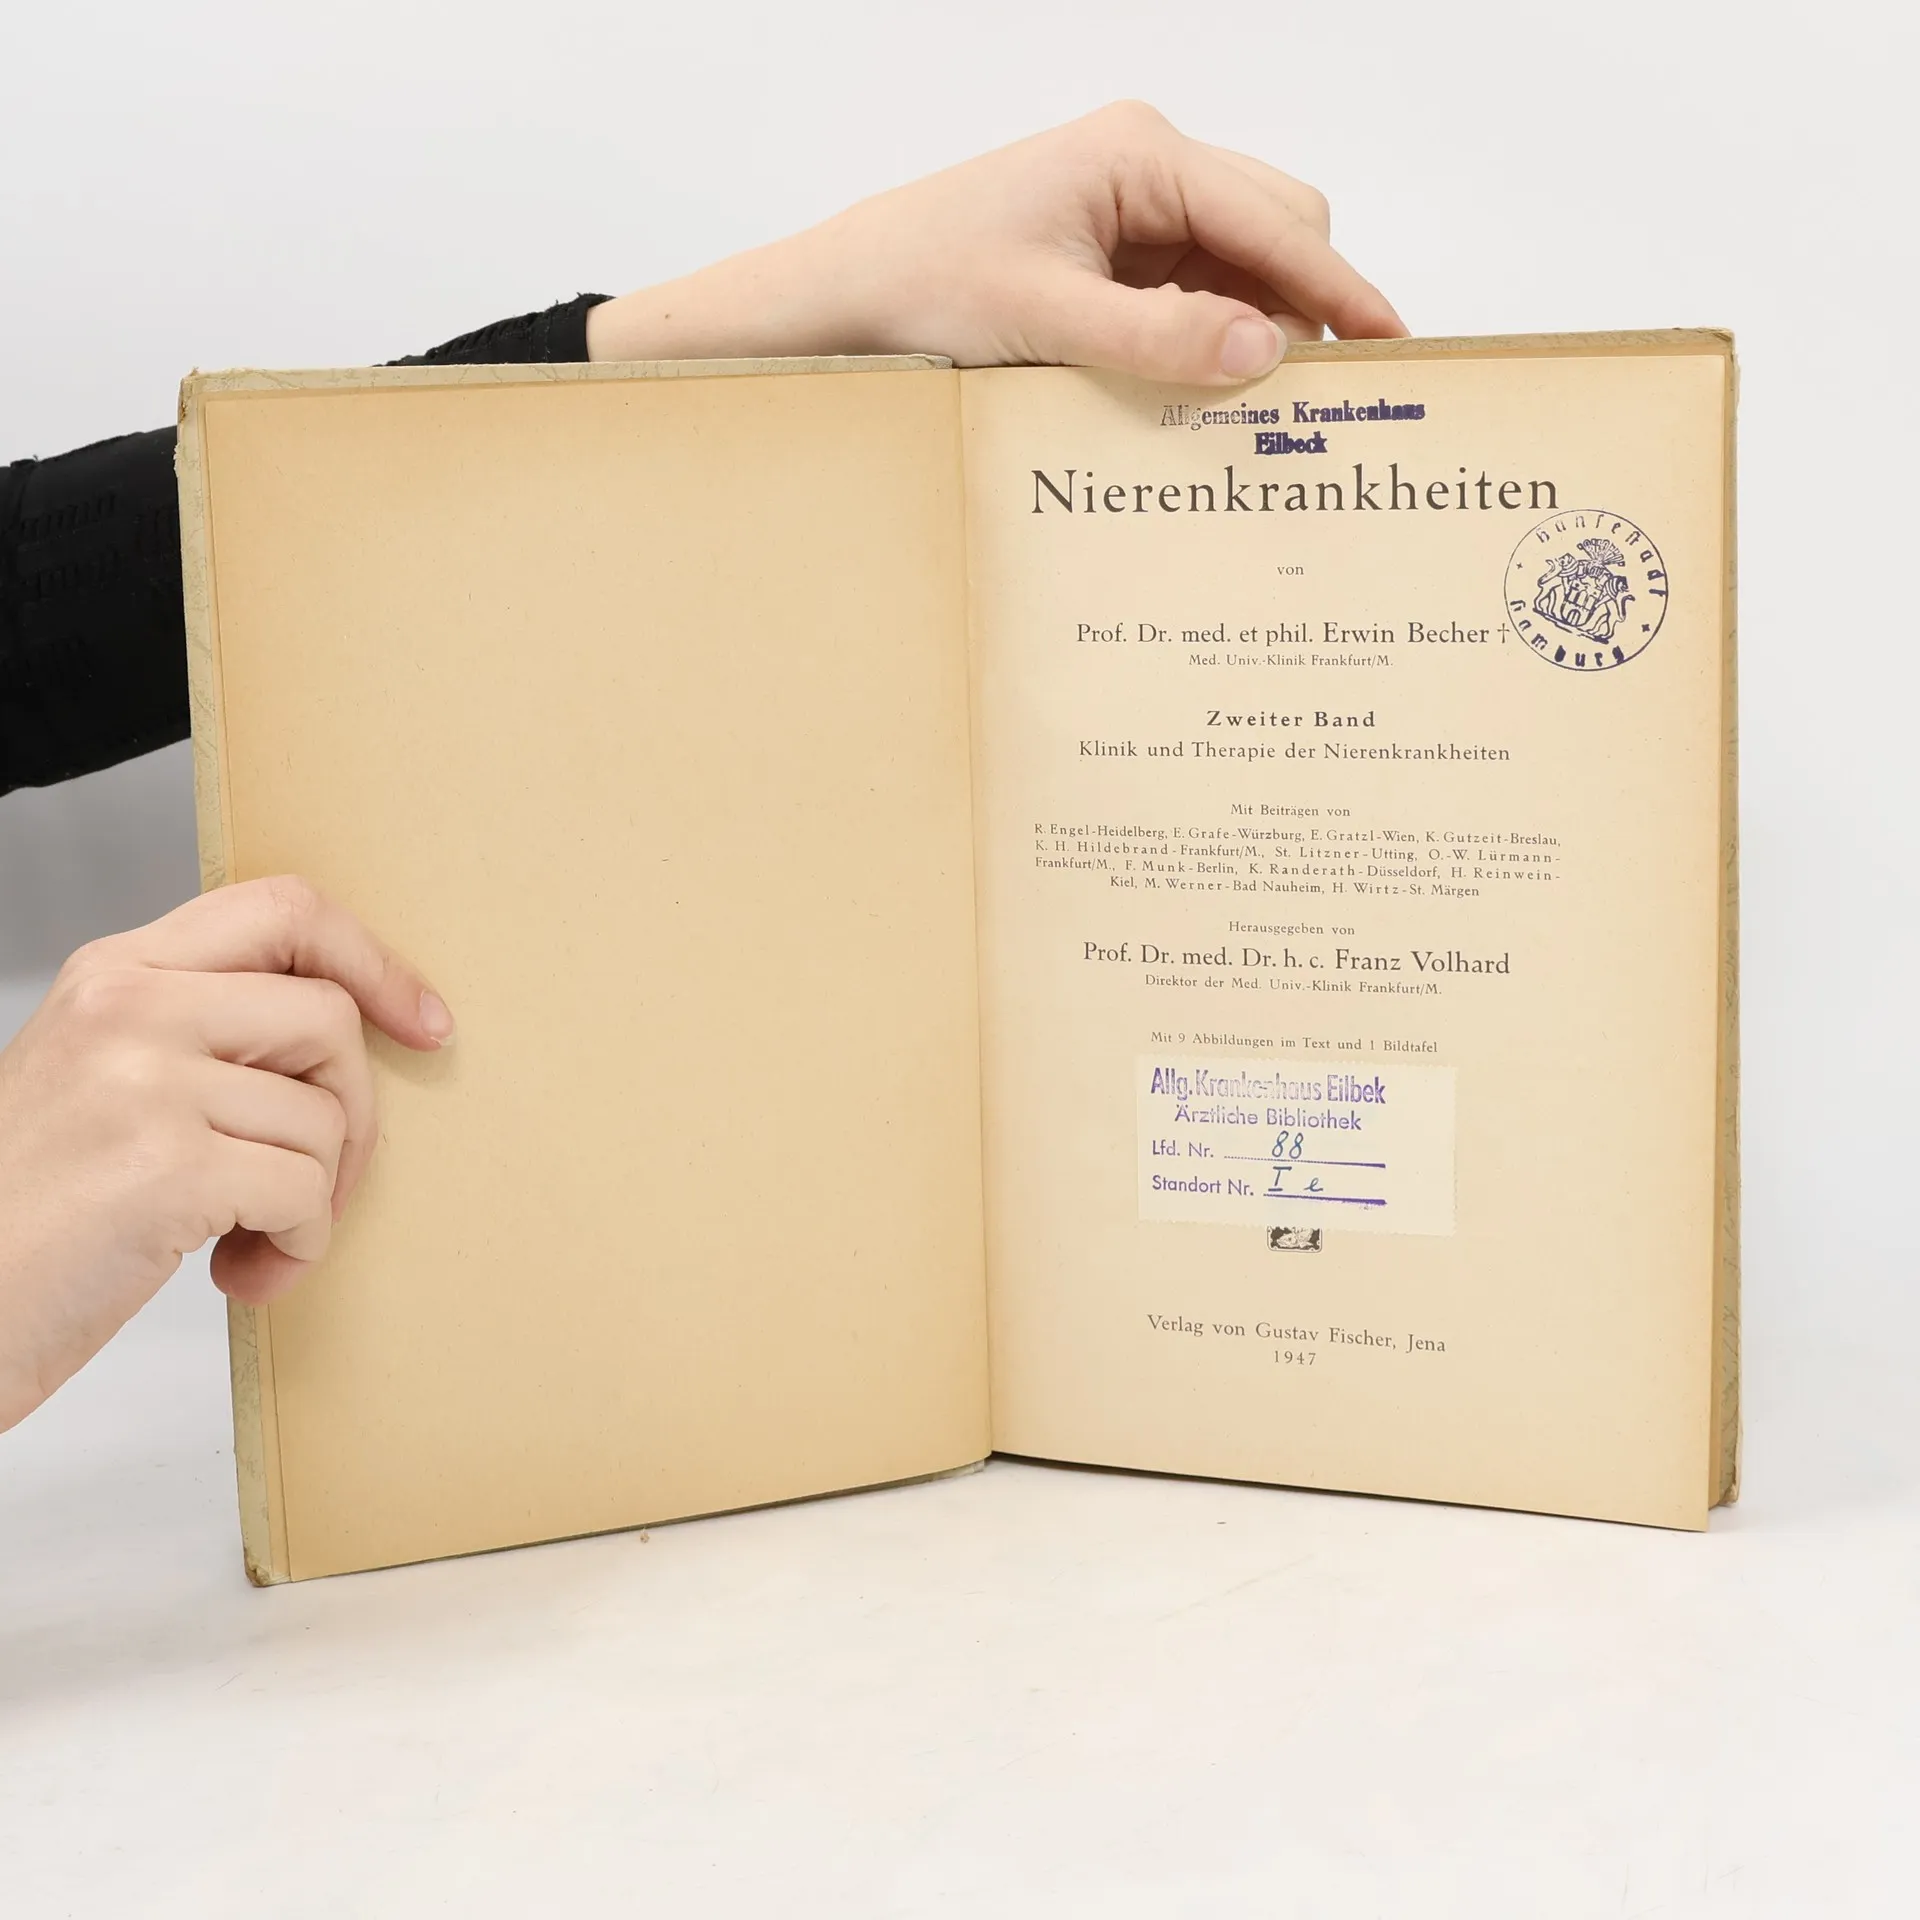 Allgemeines Krankenhaus
Eilbeck
Nierenkrankheiten
Hansestadt
Hamburg
von
Prof. Dr. med. et phil. Erwin Becher †
Med. Univ.-Klinik Frankfurt/M.
Zweiter Band
Klinik und Therapie der Nierenkrankheiten
Mit Beiträgen von
R. Engel-Heidelberg, E. Grafe-Würzburg, E. Gratzl-Wien, K. Gutzeit-Breslau,
K. H. Hildebrand-Frankfurt/M., St. Litzner-Utting, O.-W. Lürmann-
Frankfurt/M., F. Munk-Berlin, K. Randerath-Düsseldorf, H. Reinwein-
Kiel, M. Werner-Bad Nauheim, H. Wirtz-St. Märgen
Herausgegeben von
Prof. Dr. med. Dr. h. c. Franz Volhard
Direktor der Med. Univ.-Klinik Frankfurt/M.
Mit 9 Abbildungen im Text und 1 Bildtafel
Allg. Krankenhaus Eilbek
Ärztliche Bibliothek
Lfd. Nr. 88
Standort Nr. I e
Verlag von Gustav Fischer, Jena
1947